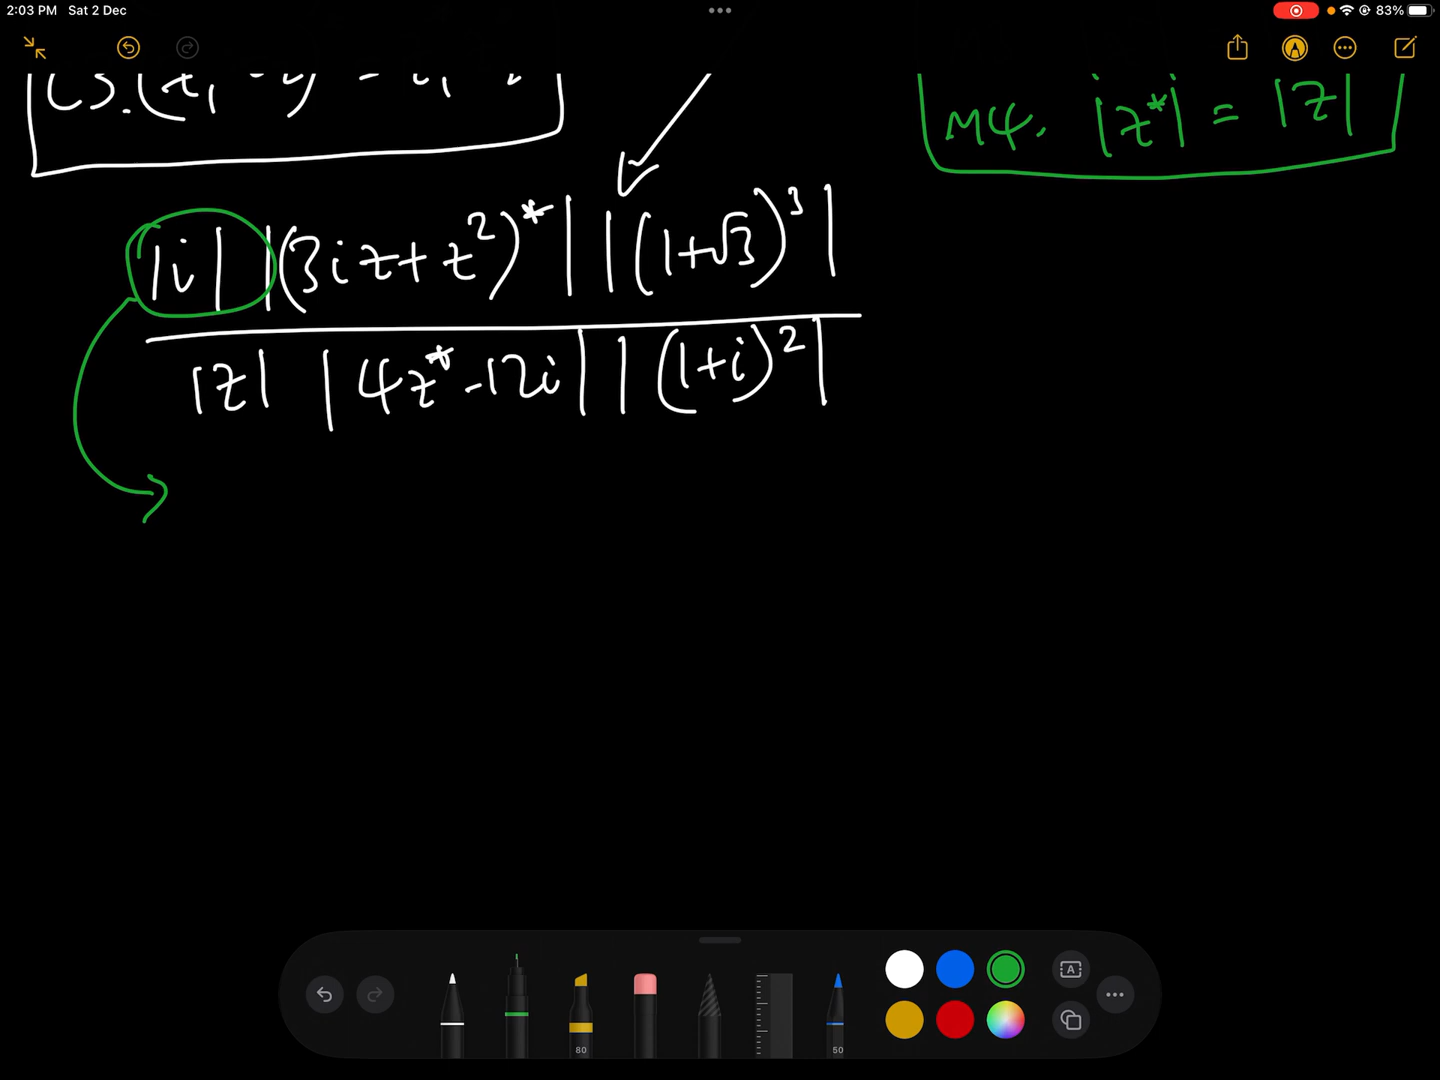 2:03 PM Sat 2 Dec
83%
M4. |z*| = |z|
|i| |(3iz+z²)*| |(1+√3)³|
|z| |4z*-12i| |(1+i)²|
80
50
A